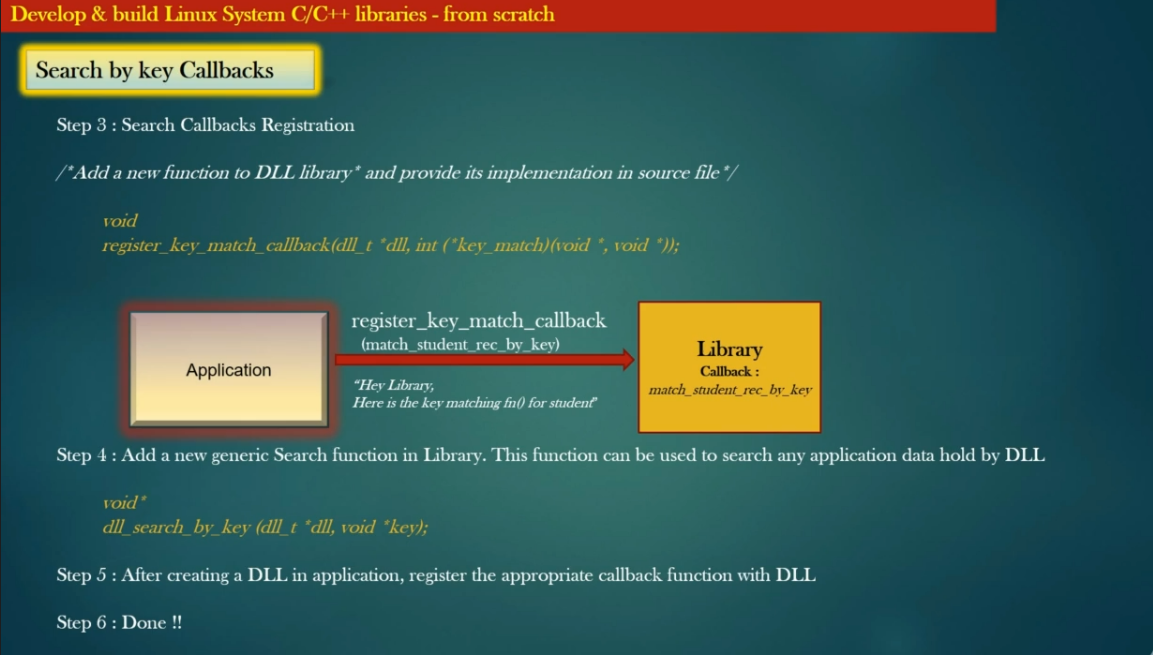 Develop & build Linux System C/C++ libraries - from scratch
Search by key Callbacks
Step 3 : Search Callbacks Registration
/*Add a new function to DLL library* and provide its implementation in source file*/
void
register_key_match_callback(dll_t *dll, int (*key_match)(void *, void *));
Application
register_key_match_callback
(match_student_rec_by_key)
“Hey Library,
Here is the key matching fn() for student”
Library
Callback :
match_student_rec_by_key
Step 4 : Add a new generic Search function in Library. This function can be used to search any application data hold by DLL
void*
dll_search_by_key (dll_t *dll, void *key);
Step 5 : After creating a DLL in application, register the appropriate callback function with DLL
Step 6 : Done !!